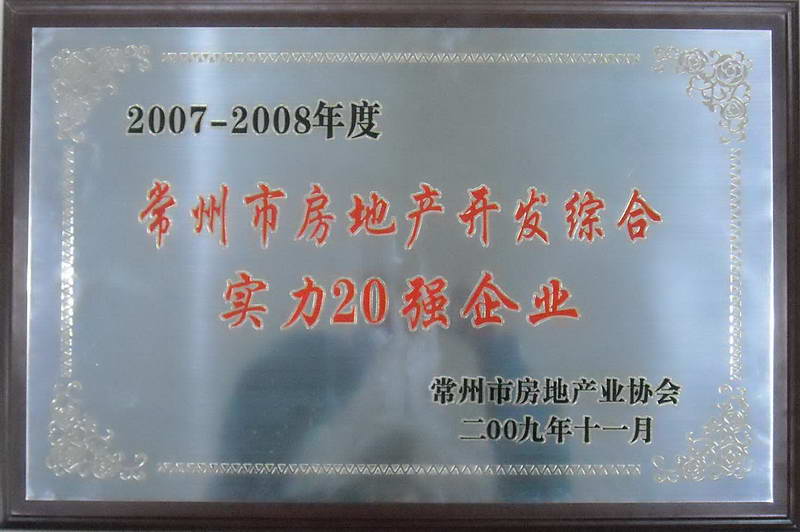 2007-2008年度
常州市房地产开发综合
实力20强企业
常州市房地产业协会
二00九年十一月